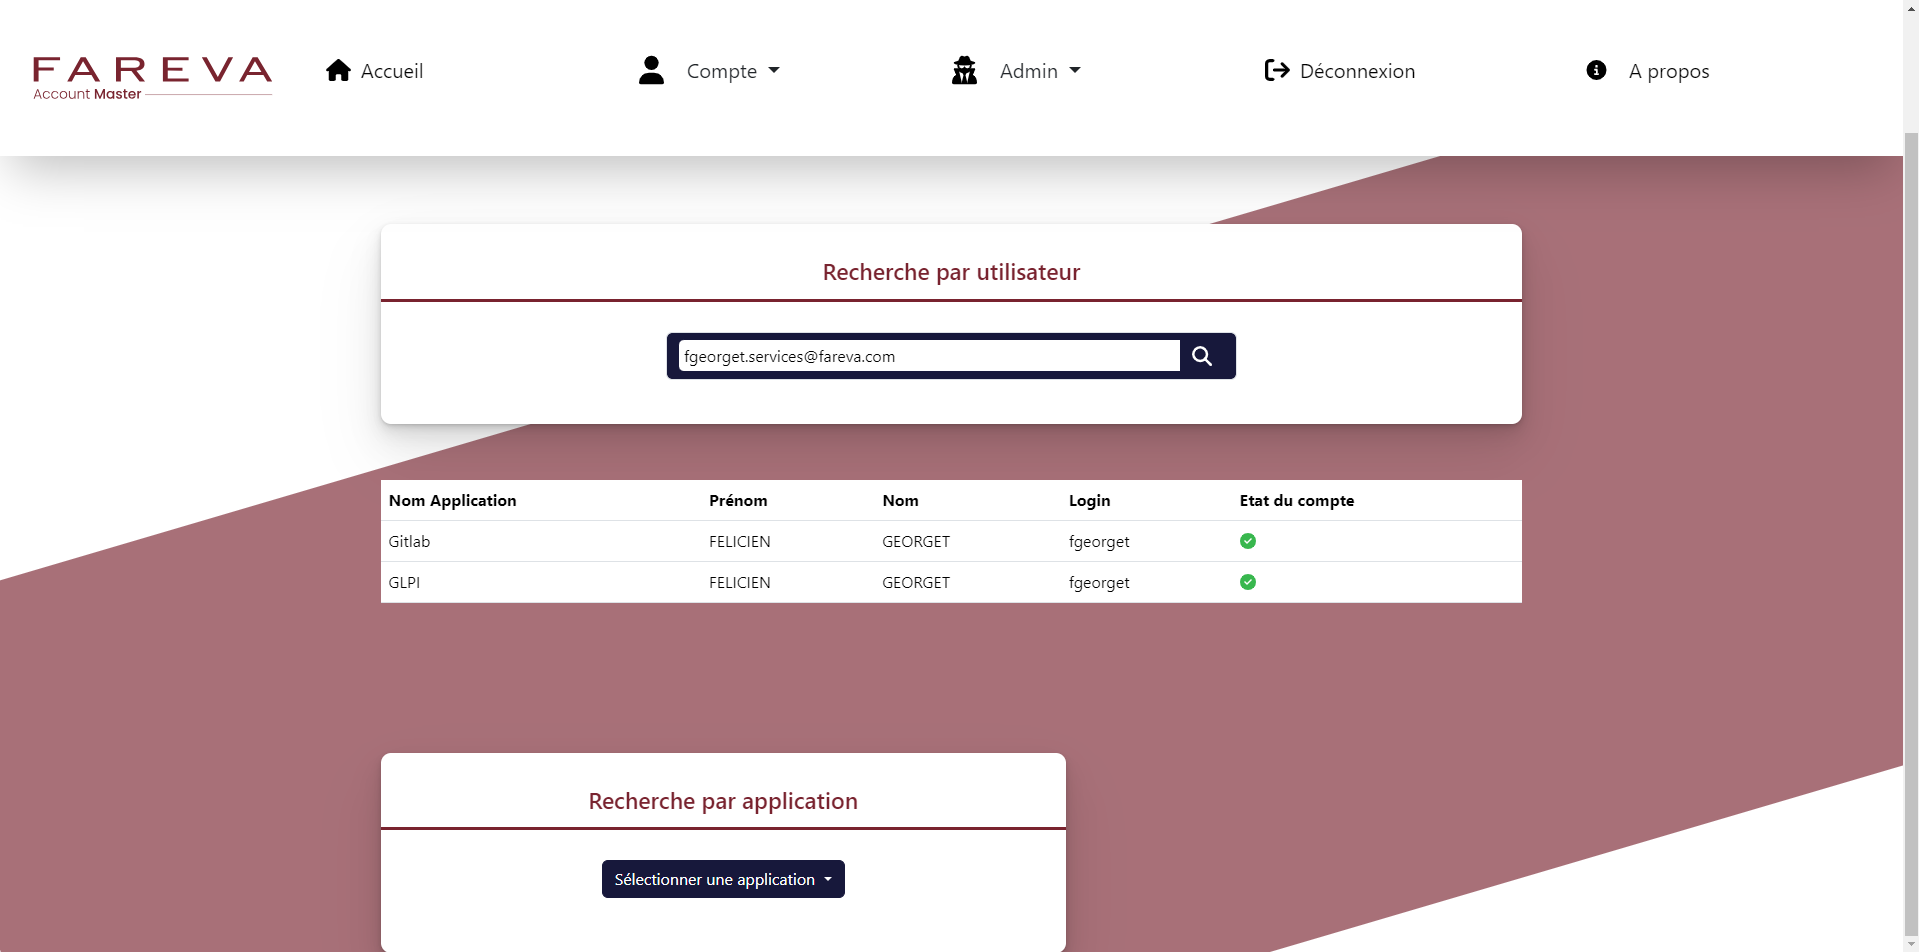 FAREVA
Account Master
Accueil
Compte
Admin
Déconnexion
A propos
Recherche par utilisateur
fgeorget.services@fareva.com
Nom Application Prénom Nom Login Etat du compte
Gitlab FELICIEN GEORGET fgeorget
GLPI FELICIEN GEORGET fgeorget
Recherche par application
Sélectionner une application